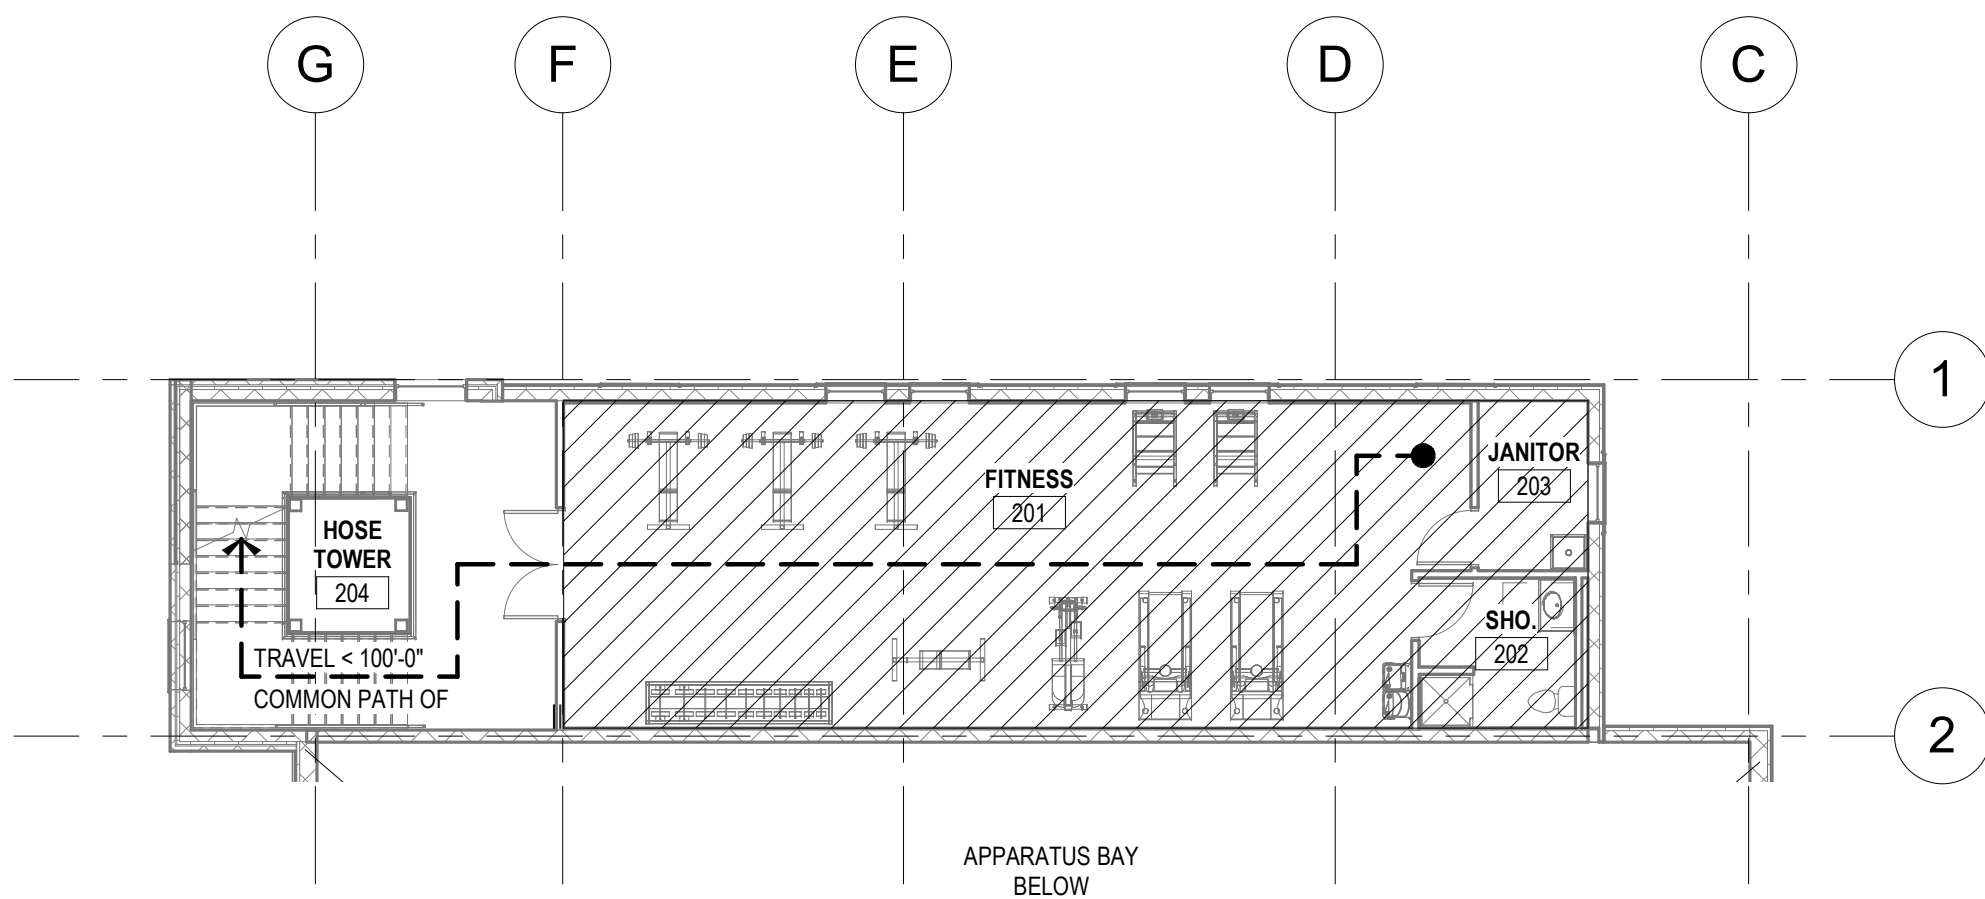 G
F
E
D
C
1
FITNESS
201
JANITOR
203
HOSE
TOWER
204
SHO.
202
TRAVEL < 100'-0"
COMMON PATH OF
2
APPARATUS BAY
BELOW